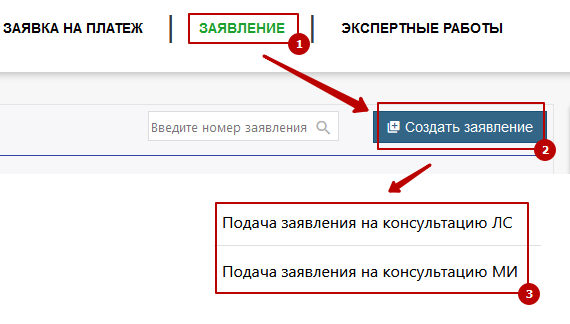 ЗАЯВКА НА ПЛАТЕЖ | ЗАЯВЛЕНИЕ | ЭКСПЕРТНЫЕ РАБОТЫ
1
Введите номер заявления Создать заявление
2
Подача заявления на консультацию ЛС
Подача заявления на консультацию МИ
3